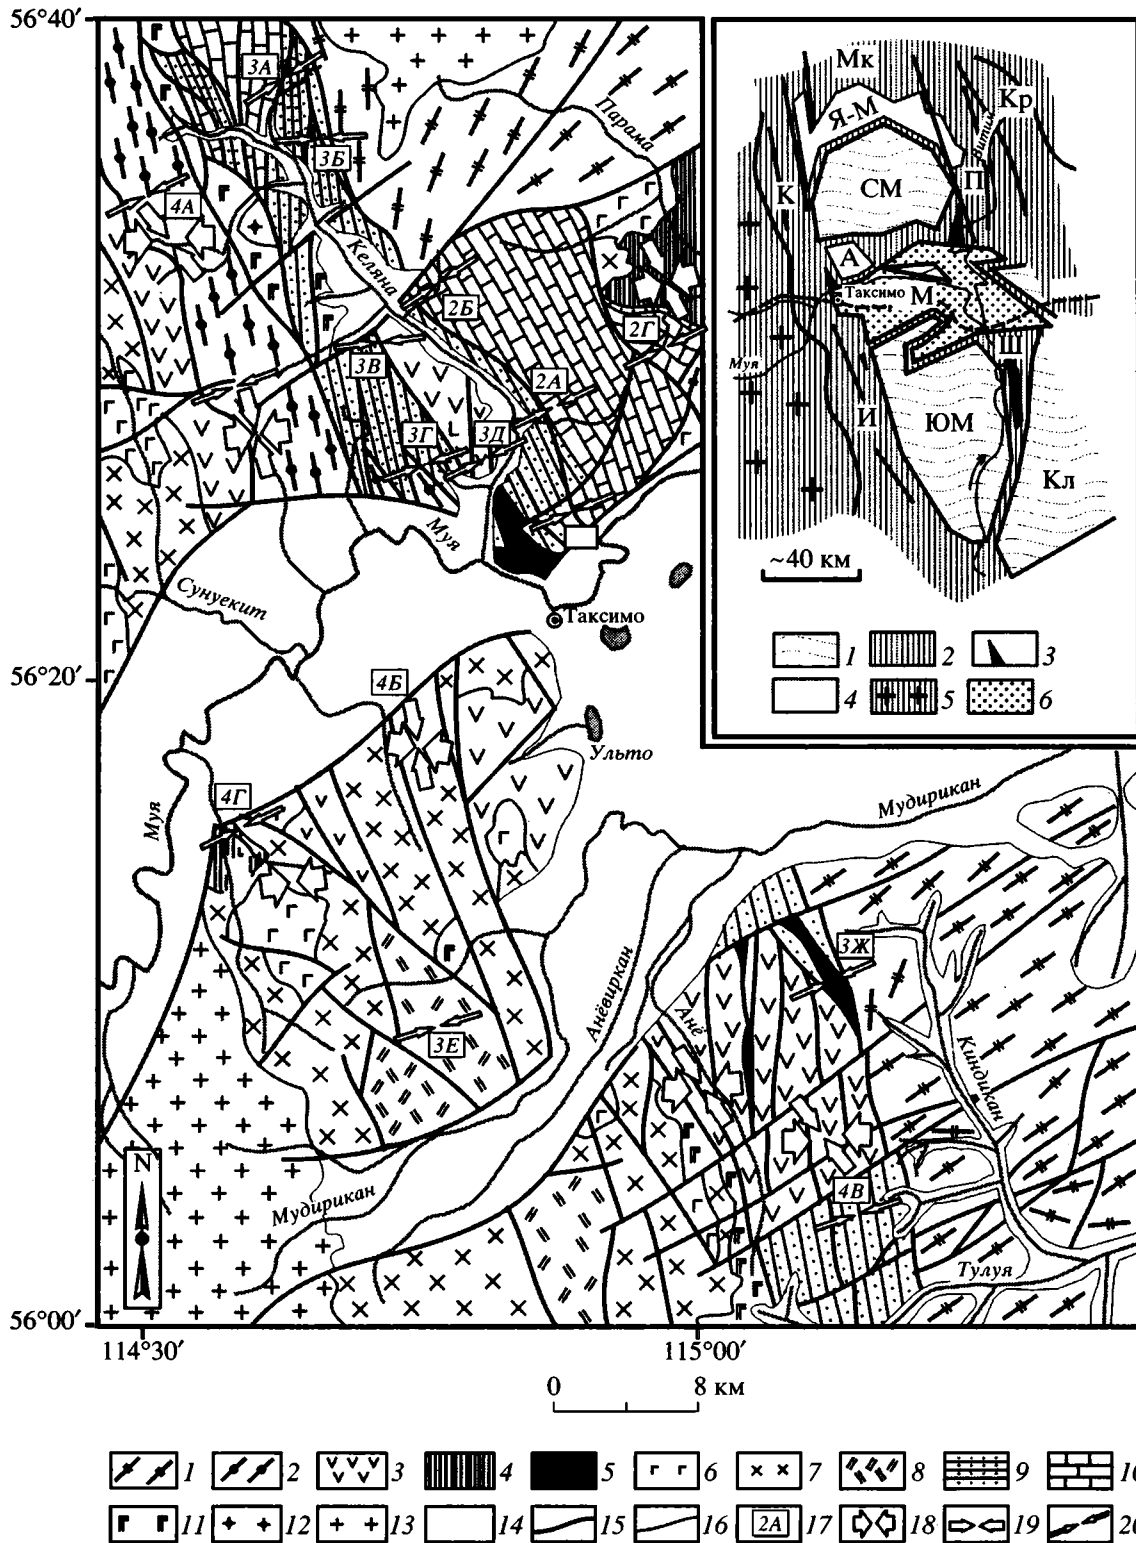 56°40′
3А
3Б
4А
Парама
Келяна
2Б
2Г
3В
2А
3Г
3Д
Муя
Сунуекит
Таксимо
56°20′
4Б
Ульто
4Г
Муя
Мудирикан
3Ж
Анёвиркан
Анё
Киндикан
3Е
N
Мудирикан
4В
Тулуя
56°00′
114°30′
115°00′
0 8 км
Мк
Кр
Я-М
Витим
П
К
СМ
А
Таксимо
М
Муя
Ш
И
ЮМ
Кл
~40 км
1 2 3
4 5 6
1 2 3 4 5 6 7 8 9 10
11 12 13 14 15 16 2А 17 18 19 20